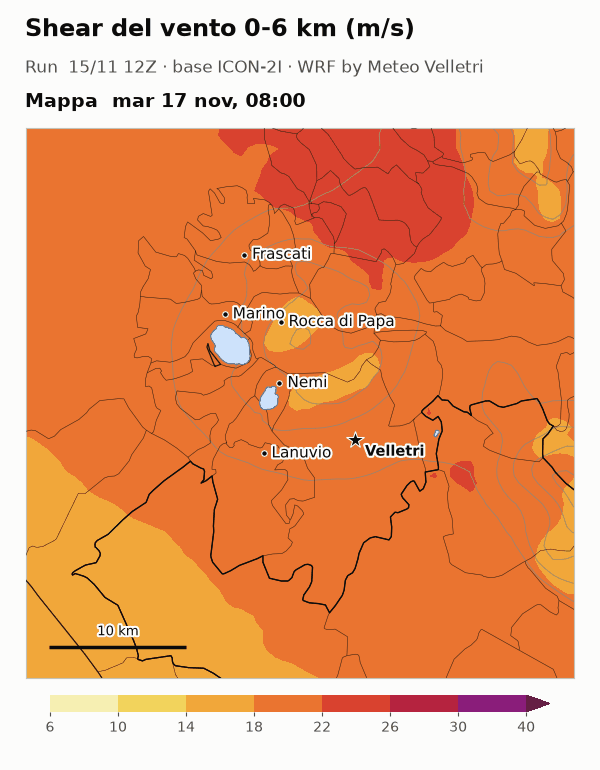 Shear del vento 0-6 km (m/s)
Run  15/11 12Z · base ICON-2I · WRF by Meteo Velletri
Mappa  mar 17 nov, 08:00
Frascati
Marino
Rocca di Papa
Nemi
Velletri
Lanuvio
10 km
6 10 14 18 22 26 30 40